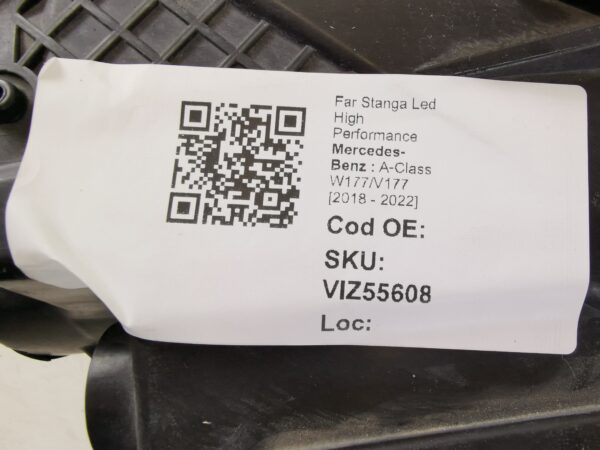 Far Stanga Led
High
Performance
Mercedes-
Benz : A-Class
W177/V177
[2018 - 2022]
Cod OE:
SKU:
VIZ55608
Loc: